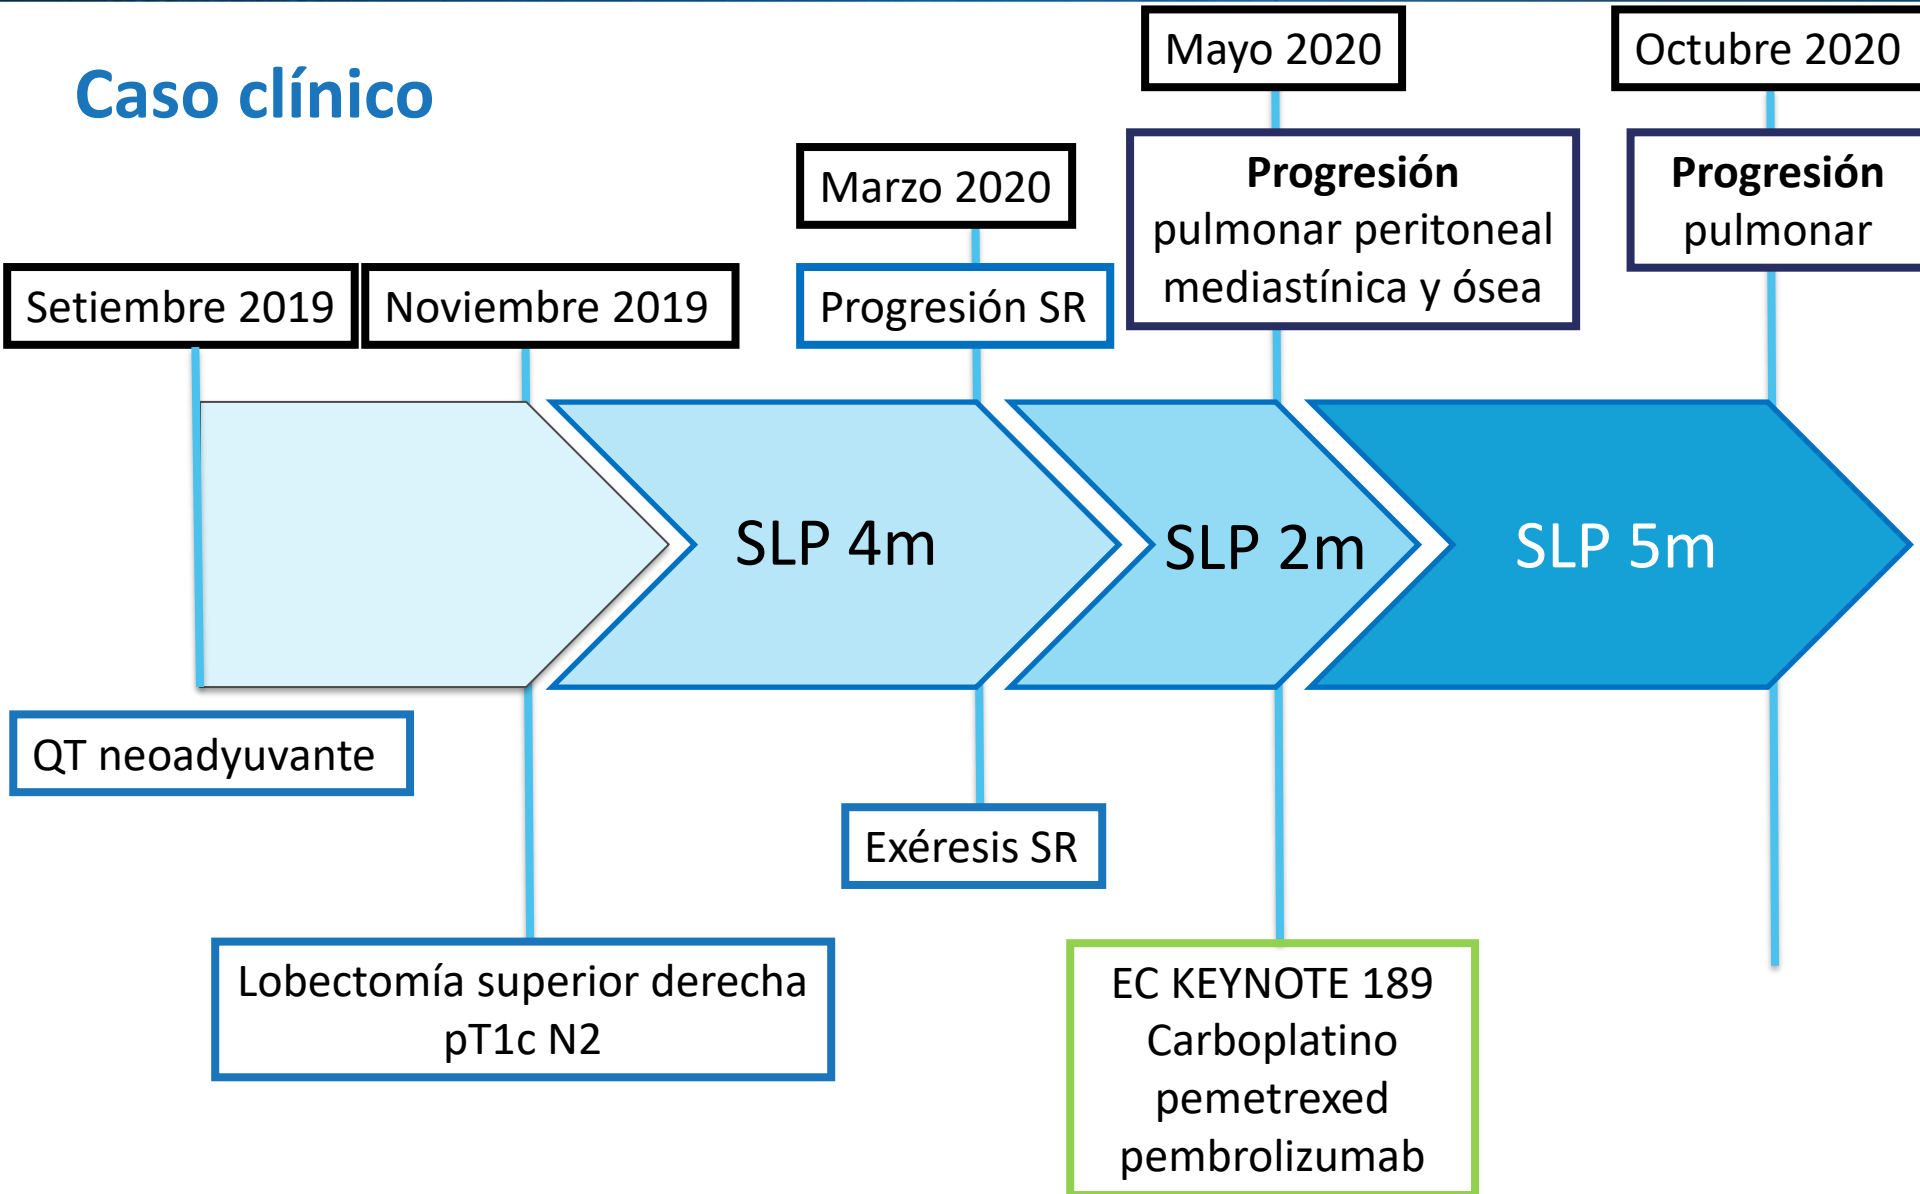 Caso clínico
Setiembre 2019
Noviembre 2019
Marzo 2020
Progresión SR
Mayo 2020
Progresión
pulmonar peritoneal
mediastínica y ósea
Octubre 2020
Progresión
pulmonar
SLP 4m
SLP 2m
SLP 5m
QT neoadyuvante
Lobectomía superior derecha
pT1c N2
Exéresis SR
EC KEYNOTE 189
Carboplatino
pemetrexed
pembrolizumab